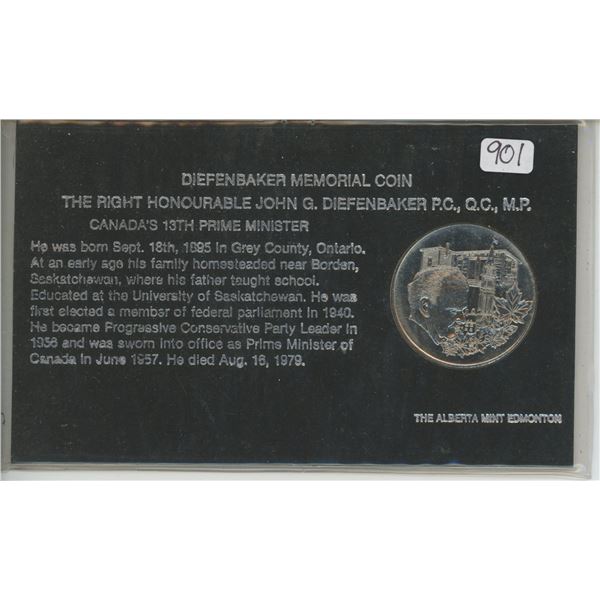 901
DIEFENBAKER MEMORIAL COIN
THE RIGHT HONOURABLE JOHN G. DIEFENBAKER P.C., Q.C., M.P.
CANADA'S 13TH PRIME MINISTER
He was born Sept. 18th, 1895 in Grey County, Ontario.
At an early age his family homesteaded near Borden,
Saskatchewan, where his father taught school.
Educated at the University of Saskatchewan. He was
first elected a member of federal parliament in 1940.
He became Progressive Conservative Party Leader in
1956 and was sworn into office as Prime Minister of
Canada in June 1957. He died Aug. 16, 1979.
THE ALBERTA MINT EDMONTON